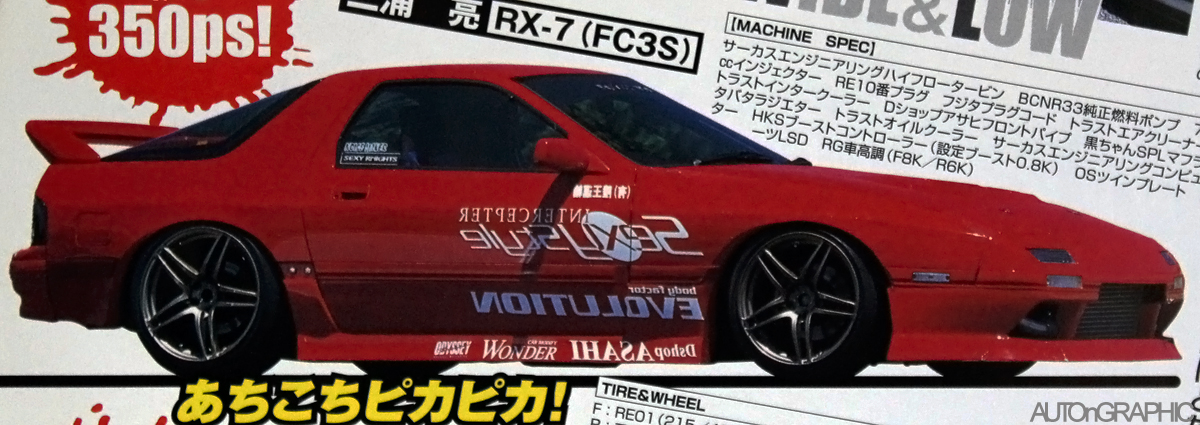 350ps!
三浦 亮 RX-7(FC3S)
WIDE&LOW
[MACHINE SPEC]
サーカスエンジニアリングハイフロータービン BCNR33純正燃料ポンプ
ccインジェクター RE10番プラグ フジタプラグコード トラストエアクリーナー
トラストインタークーラー Dショップアサヒフロントパイプ 黒ちゃんSPLマフ
タバタラジエター トラストオイルクーラー サーカスエンジニアリングコンピュ
ター HKSブーストコントローラー(設定ブースト0.8K) OSツインプレート
ーツLSD RG車高調(F8K/R6K)
SEXY KNIGHTS
INTERCEPTER
Sexy Style
body factor
EVOLUTION
ODYSSEY WONDER DshopASAHI
あちこちピカピカ!
TIRE&WHEEL
F:RE01(215
AUTOnGRAPHIC